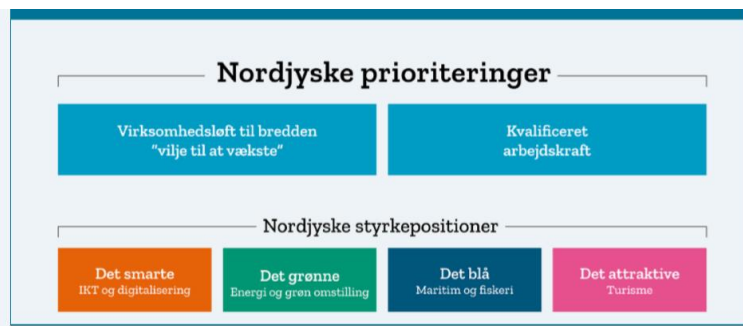 Nordjyske prioriteringer
Virksomhedsløft til bredden
"vilje til at vækste"
Kvalificeret
arbejdskraft
Nordjyske styrkepositioner
Det smarte
IKT og digitalisering
Det grønne
Energi og grøn omstilling
Det blå
Maritim og fiskeri
Det attraktive
Turisme